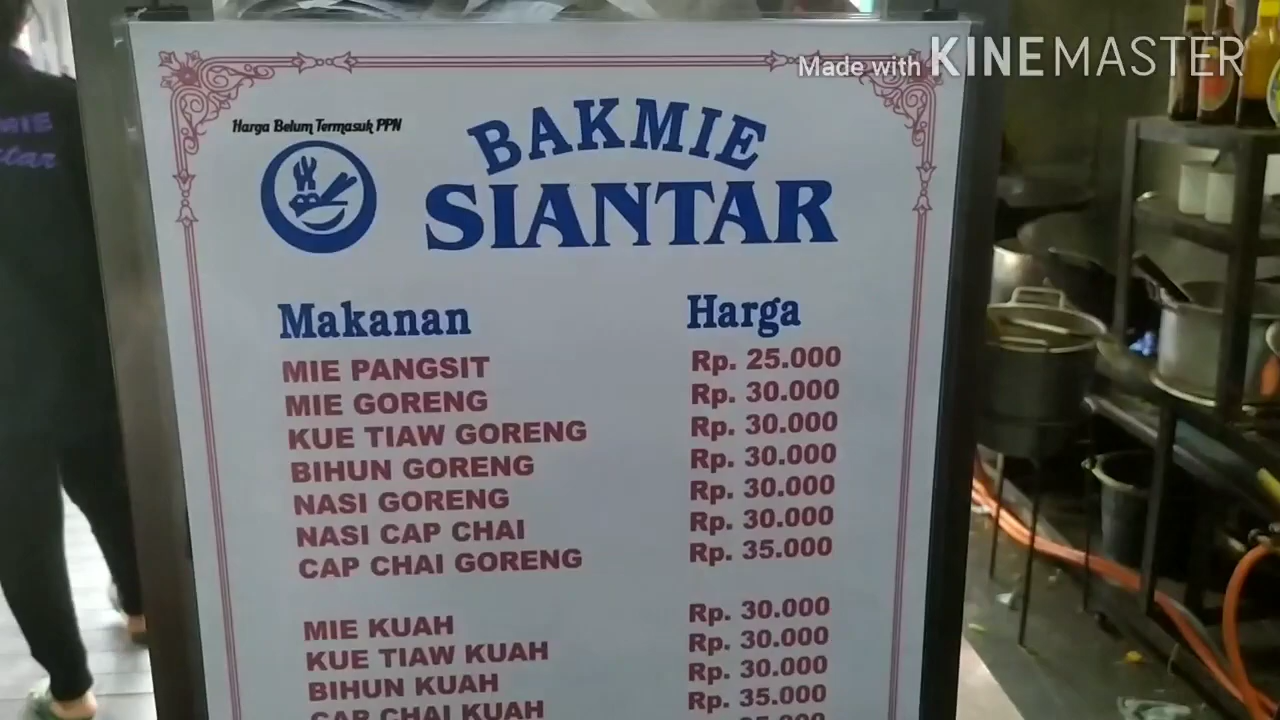 Made with KINEMASTER
Harga Belum Termasuk PPN
BAKMIE
SIANTAR
Makanan Harga
MIE PANGSIT Rp. 25.000
MIE GORENG Rp. 30.000
KUE TIAW GORENG Rp. 30.000
BIHUN GORENG Rp. 30.000
NASI GORENG Rp. 30.000
NASI CAP CHAI Rp. 30.000
CAP CHAI GORENG Rp. 35.000
MIE KUAH Rp. 30.000
KUE TIAW KUAH Rp. 30.000
BIHUN KUAH Rp. 30.000
CAP CHAI KUAH Rp. 35.000